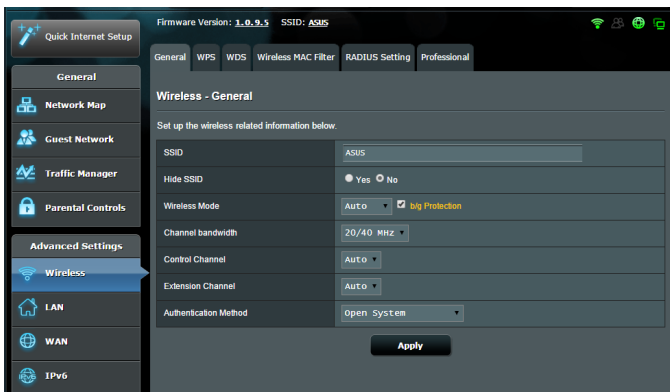 Quick Internet Setup
General
Network Map
Guest Network
Traffic Manager
Parental Controls
Advanced Settings
Wireless
LAN
WAN
IPv6
Firmware Version: 1.0.9.5 SSID: ASUS
General WPS WDS Wireless MAC Filter RADIUS Setting Professional
Wireless - General
Set up the wireless related information below.
SSID ASUS
Hide SSID Yes No
Wireless Mode Auto b/g Protection
Channel bandwidth 20/40 MHz
Control Channel Auto
Extension Channel Auto
Authentication Method Open System
Apply